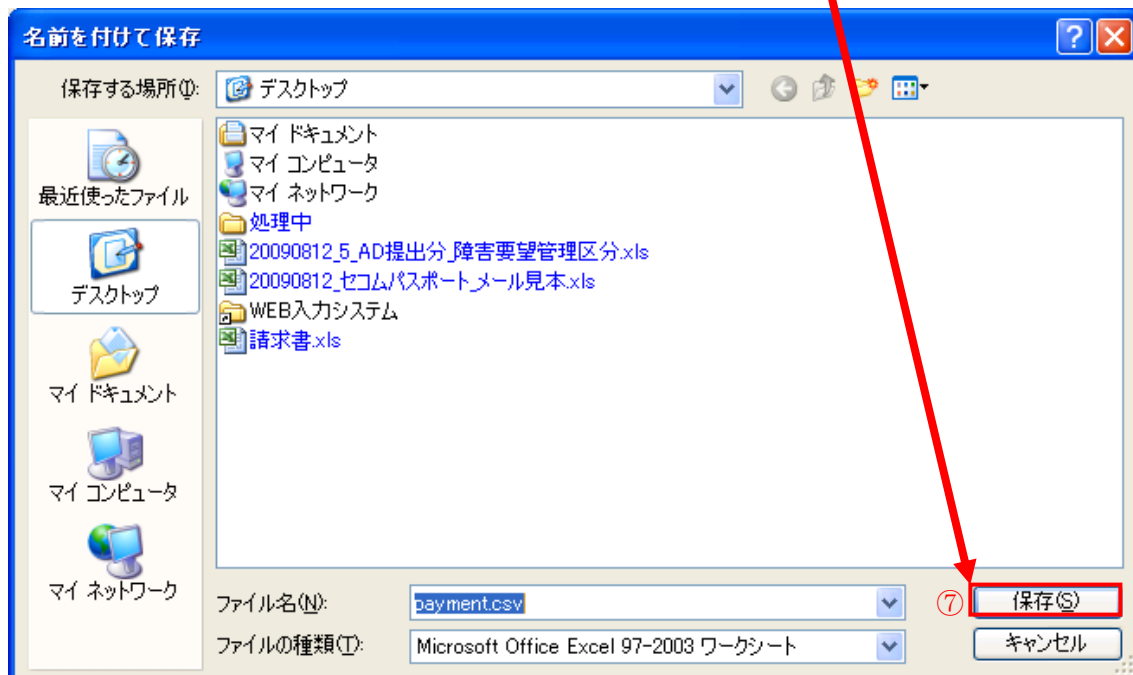 名前を付けて保存
保存する場所(I):
デスクトップ
最近使ったファイル
デスクトップ
マイ ドキュメント
マイ コンピュータ
マイ ネットワーク
マイ ドキュメント
マイ コンピュータ
マイ ネットワーク
処理中
20090812_5_AD提出分_障害要望管理区分.xls
20090812_セコムパスポート_メール見本.xls
WEB入力システム
請求書.xls
ファイル名(N):
payment.csv
⑦
保存(S)
ファイルの種類(T):
Microsoft Office Excel 97-2003 ワークシート
キャンセル